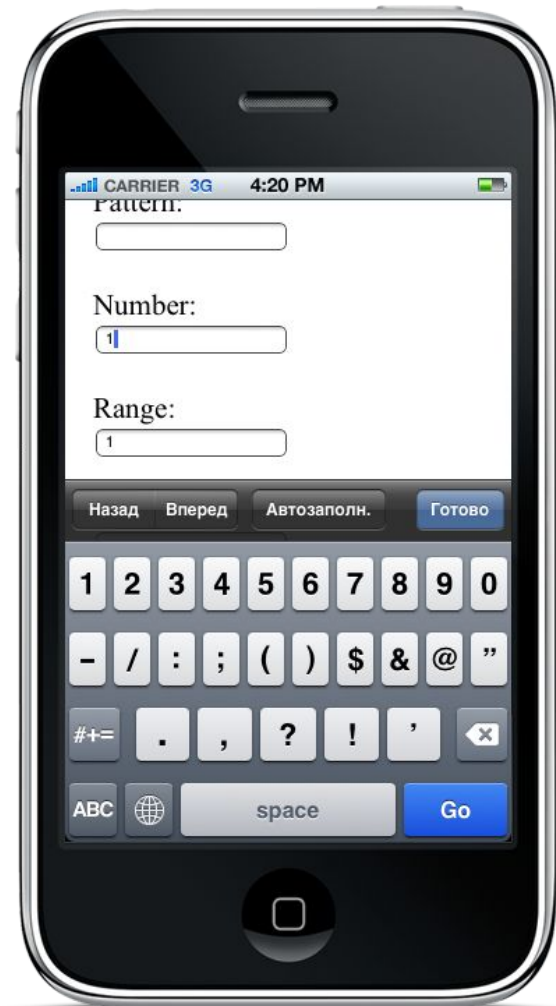 CARRIER 3G 4:20 PM
Pattern:
Number:
1
Range:
1
Назад Вперед Автозаполн. Готово
1 2 3 4 5 6 7 8 9 0
- / : ; ( ) $ & @ ”
#+= . , ? ! ’
ABC space Go